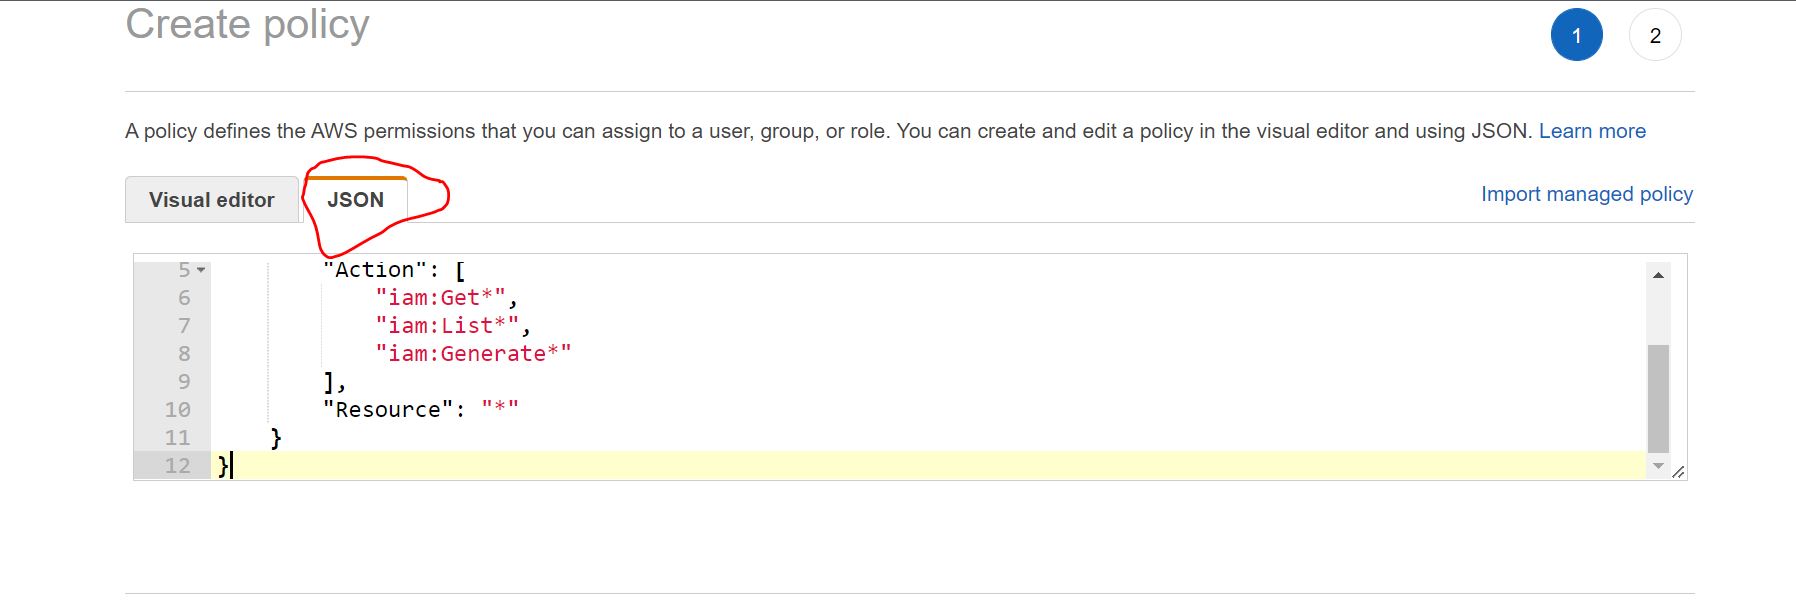 Create policy
1 2
A policy defines the AWS permissions that you can assign to a user, group, or role. You can create and edit a policy in the visual editor and using JSON. Learn more
Visual editor JSON Import managed policy
5 "Action": [
6 "iam:Get*",
7 "iam:List*",
8 "iam:Generate*"
9 ],
10 "Resource": "*"
11 }
12 }